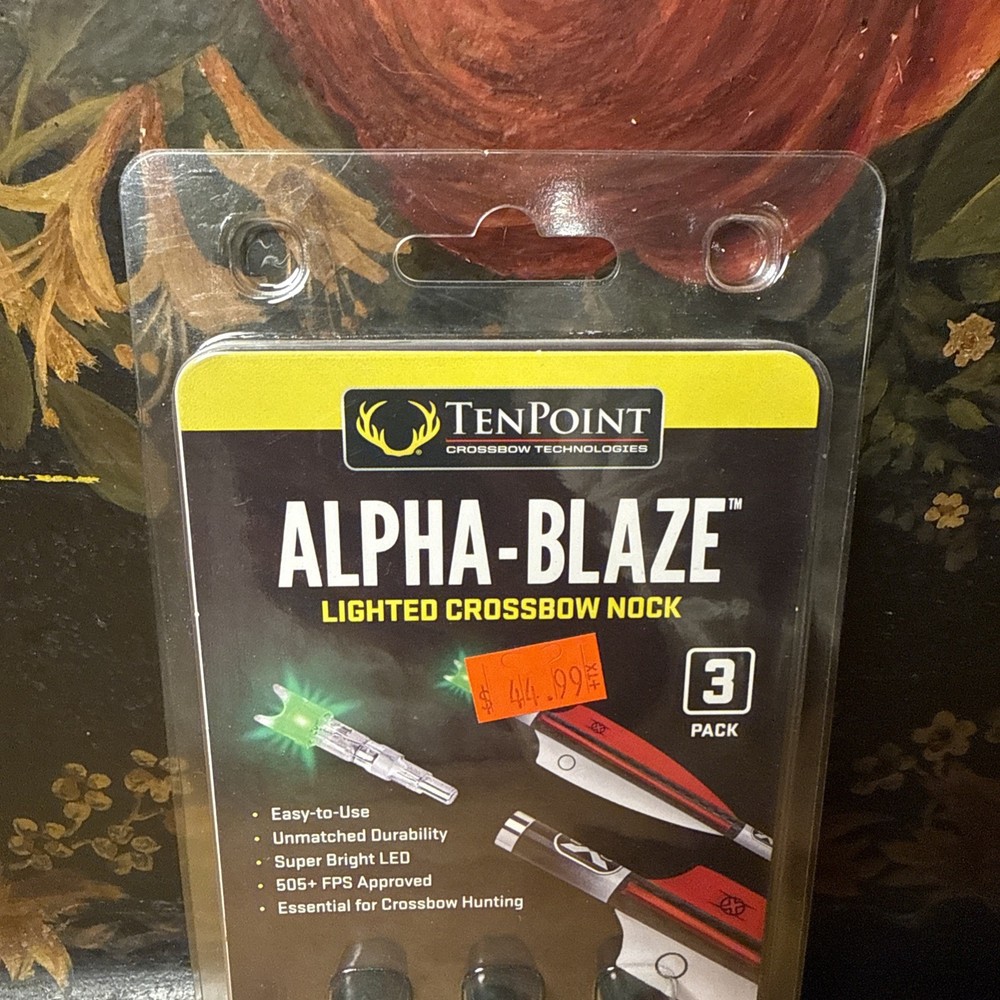 TENPOINT
CROSSBOW TECHNOLOGIES
ALPHA-BLAZE™
LIGHTED CROSSBOW NOCK
$ 44.99 +TX
3
PACK
• Easy-to-Use
• Unmatched Durability
• Super Bright LED
• 505+ FPS Approved
• Essential for Crossbow Hunting